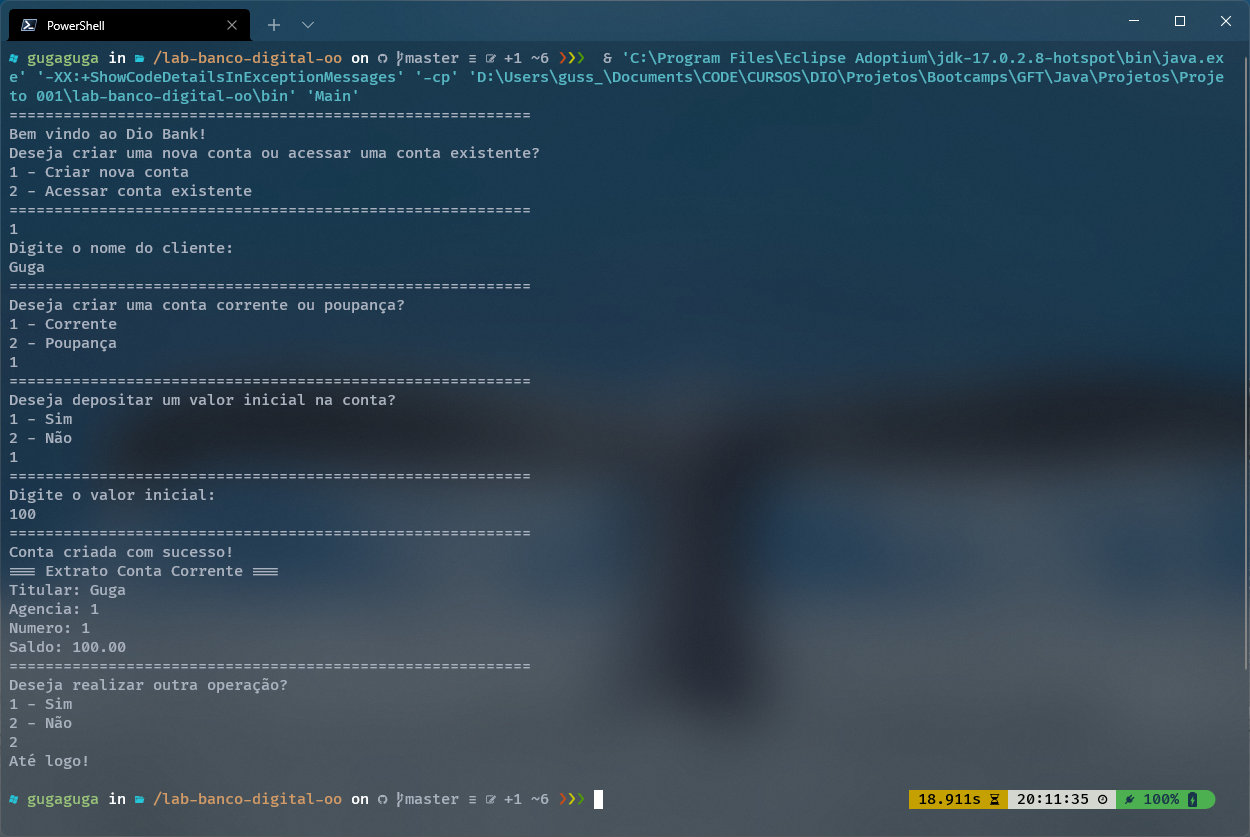 PowerShell
gugaguga in /lab-banco-digital-oo on master ≡ +1 ~6 ❯❯❯ & 'C:\Program Files\Eclipse Adoptium\jdk-17.0.2.8-hotspot\bin\java.ex
e' '-XX:+ShowCodeDetailsInExceptionMessages' '-cp' 'D:\Users\guss_\Documents\CODE\CURSOS\DIO\Projetos\Bootcamps\GFT\Java\Projetos\Proje
to 001\lab-banco-digital-oo\bin' 'Main'
==========================================================
Bem vindo ao Dio Bank!
Deseja criar uma nova conta ou acessar uma conta existente?
1 - Criar nova conta
2 - Acessar conta existente
==========================================================
1
Digite o nome do cliente:
Guga
==========================================================
Deseja criar uma conta corrente ou poupança?
1 - Corrente
2 - Poupança
1
==========================================================
Deseja depositar um valor inicial na conta?
1 - Sim
2 - Não
1
==========================================================
Digite o valor inicial:
100
==========================================================
Conta criada com sucesso!
=== Extrato Conta Corrente ===
Titular: Guga
Agencia: 1
Numero: 1
Saldo: 100.00
==========================================================
Deseja realizar outra operação?
1 - Sim
2 - Não
2
Até logo!
gugaguga in /lab-banco-digital-oo on master ≡ +1 ~6 ❯❯❯ 18.911s 20:11:35 100%